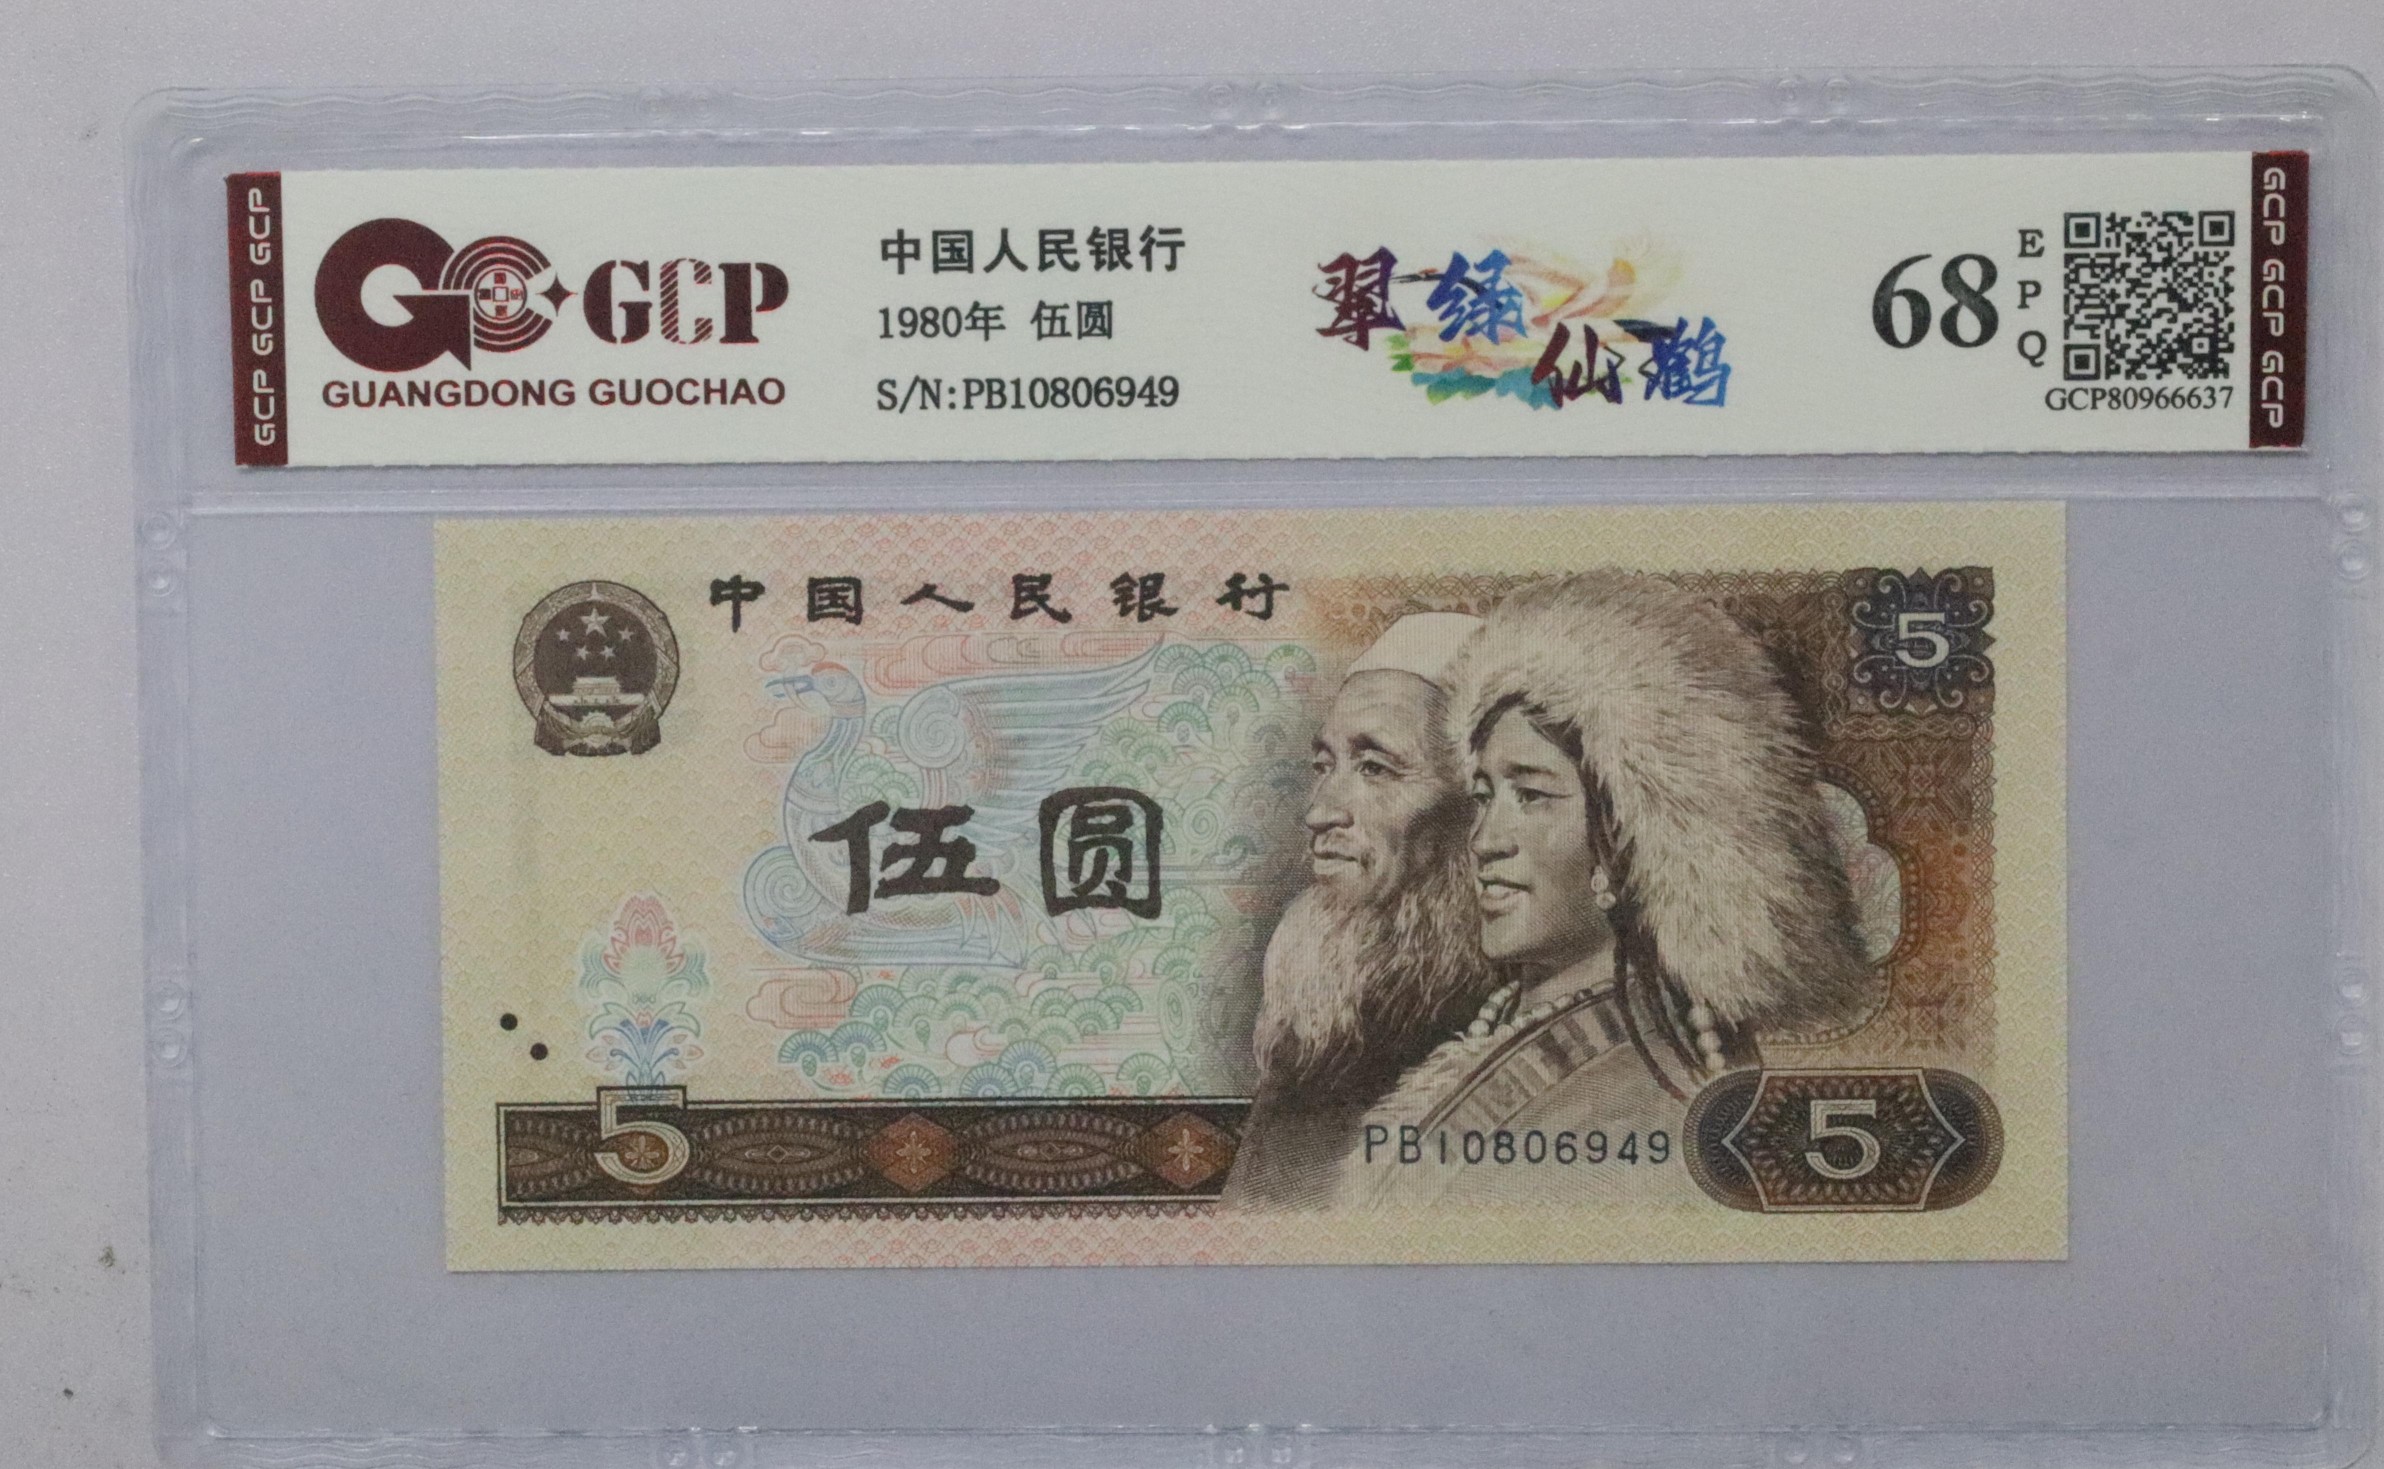 GCP GCP GCP
GCP
GUANGDONG GUOCHAO
中国人民银行
1980年 伍圆
S/N:PB10806949
翠绿
仙鹤
68
E
P
Q
GCP80966637
GCP GCP GCP
中国人民银行
5
伍圆
5
PB10806949
5